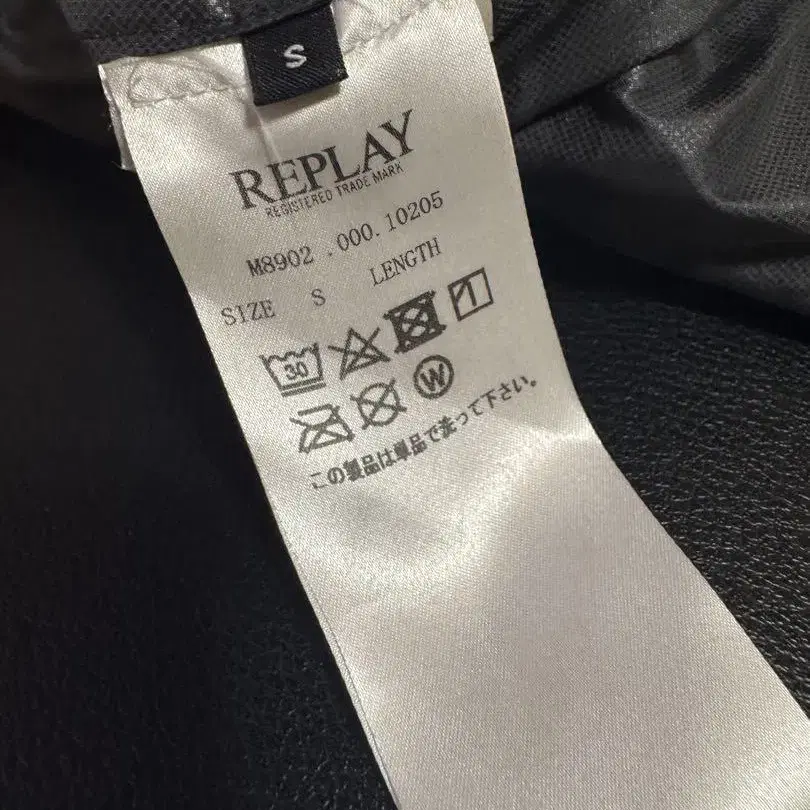 S
REPLAY
REGISTERED TRADE MARK
M8902 .000.10205
SIZE S LENGTH
30
W
この製品は単品で洗って下さい。